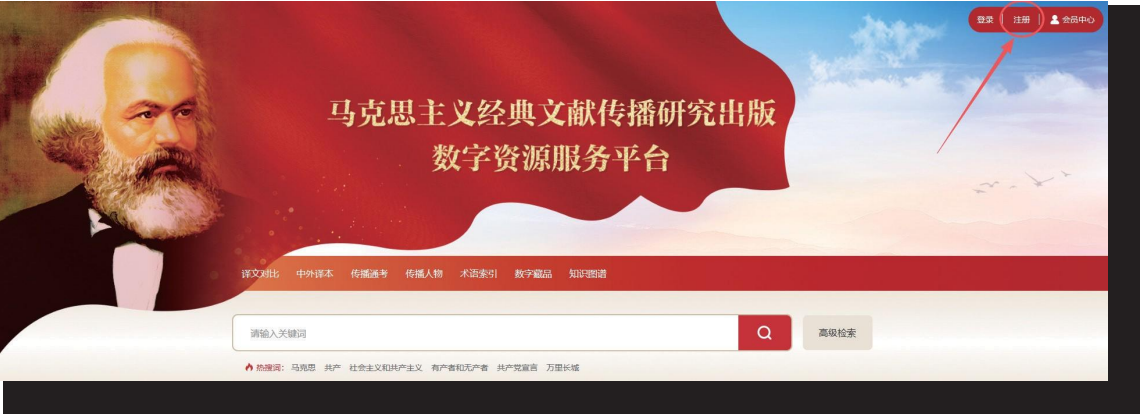 登录 注册 会员中心
马克思主义经典文献传播研究出版
数字资源服务平台
译文对比 中外译本 传播通考 传播人物 术语索引 数字藏品 知识图谱
请输入关键词 高级检索
热搜词： 马克思 共产 社会主义和共产主义 有产者和无产者 共产党宣言 万里长城